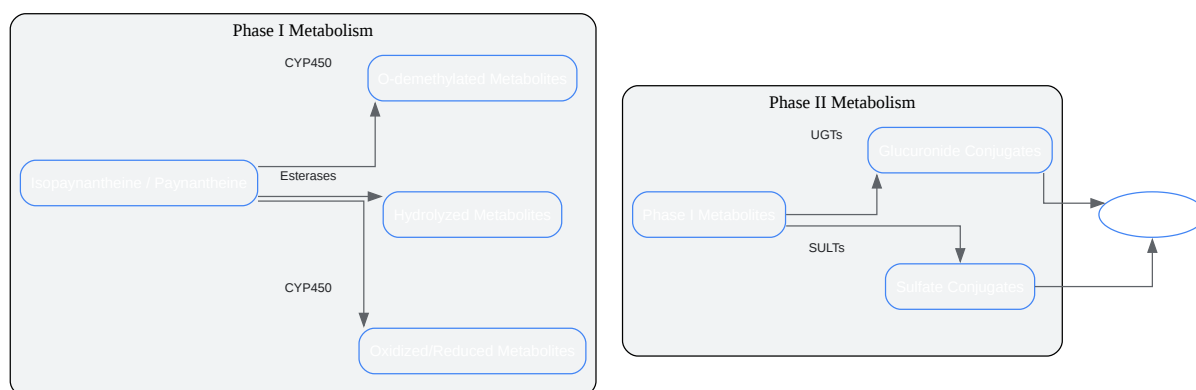 Phase I Metabolism
CYP450
O-demethylated Metabolites
Isopaynantheine / Paynantheine
Esterases
Hydrolyzed Metabolites
CYP450
Oxidized/Reduced Metabolites
Phase II Metabolism
UGTs
Glucuronide Conjugates
Phase I Metabolites
SULTs
Sulfate Conjugates